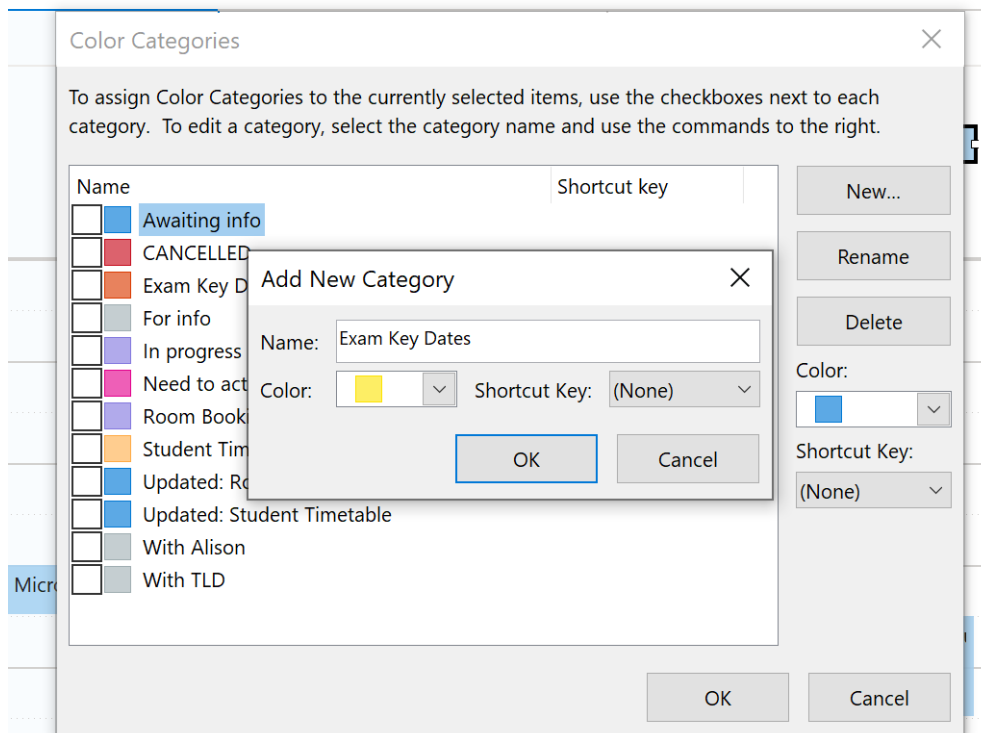 Color Categories
To assign Color Categories to the currently selected items, use the checkboxes next to each
category. To edit a category, select the category name and use the commands to the right.
Name Shortcut key
New...
Awaiting info
CANCELLED
Rename
Exam Key D
Add New Category
For info
Delete
Name: Exam Key Dates
In progress
Color:
Need to act
Color: Shortcut Key: (None)
Room Booki
Student Tim
Shortcut Key:
OK Cancel
Updated: Ro
(None)
Updated: Student Timetable
With Alison
With TLD
Micro
OK Cancel